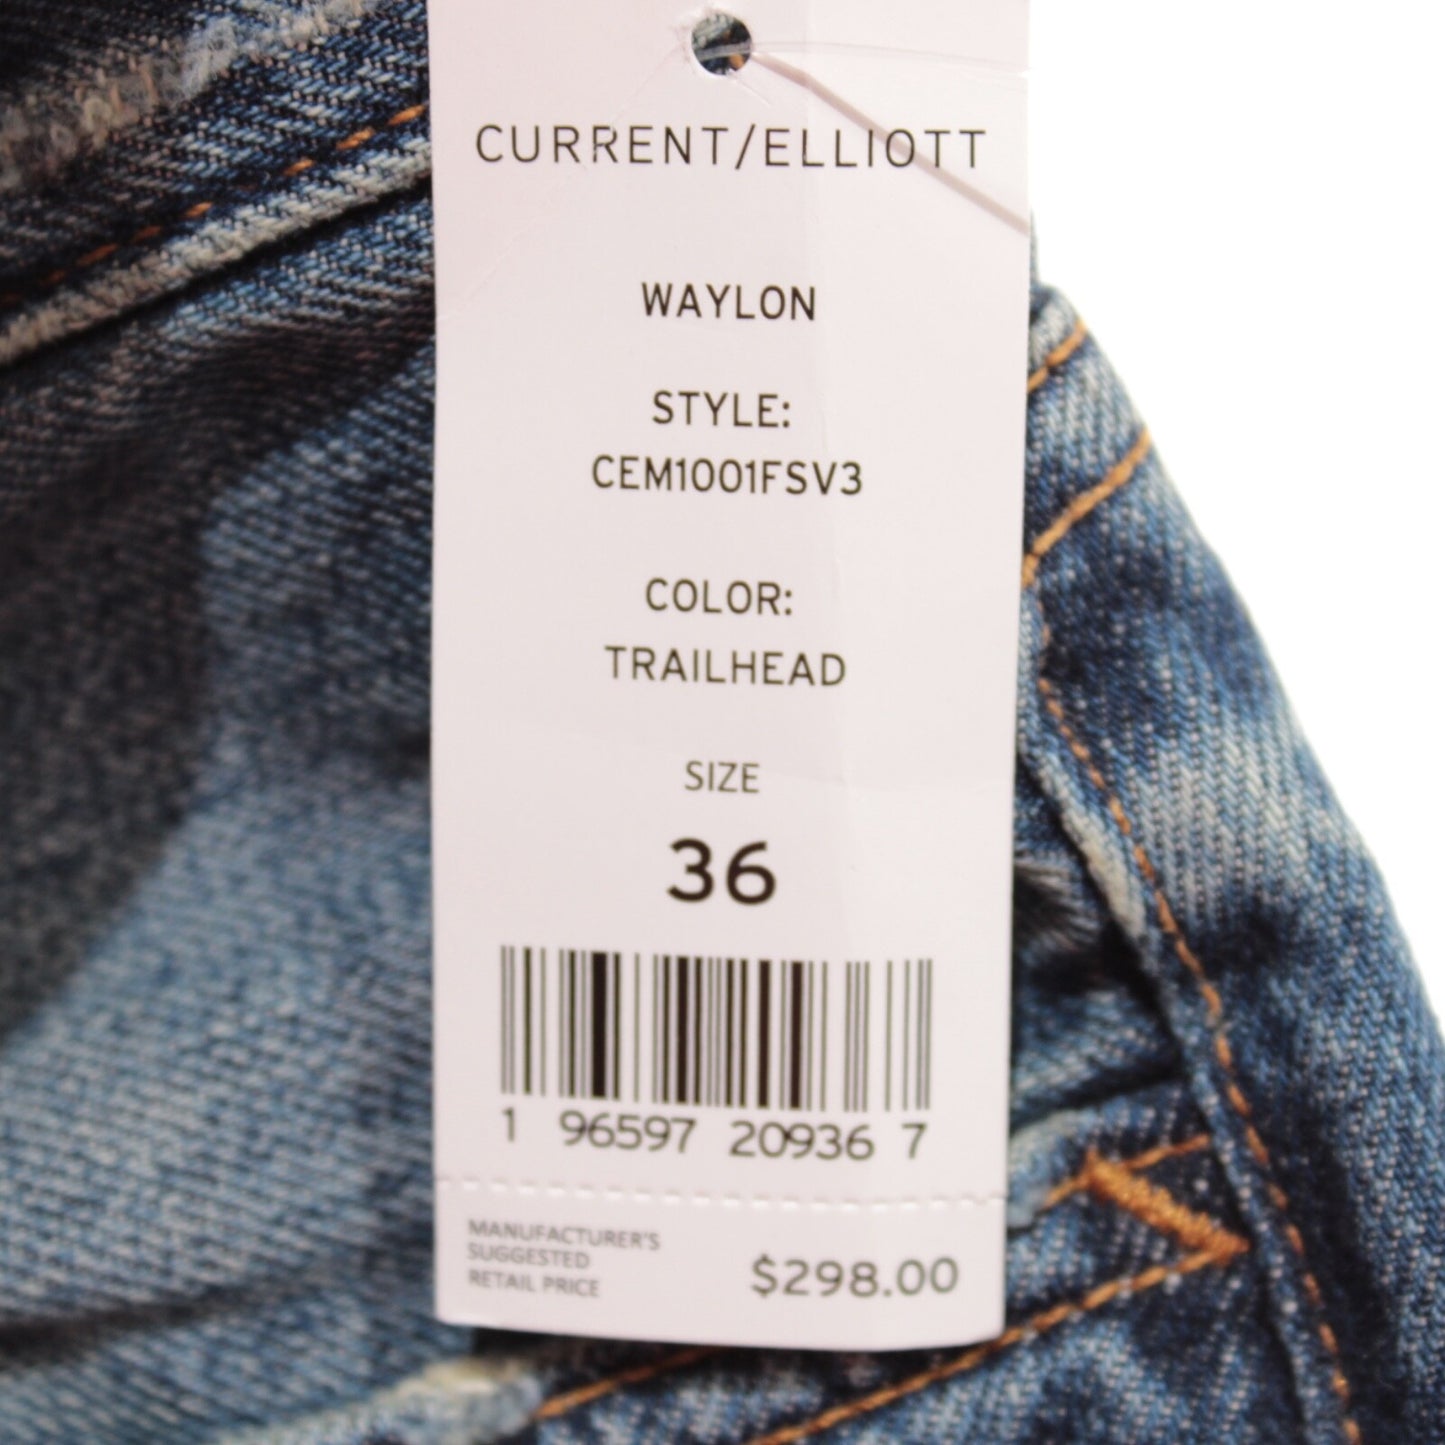 CURRENT/ELLIOTT
WAYLON
STYLE:
CEM1001FSV3
COLOR:
TRAILHEAD
SIZE
36
1 96597 20936 7
MANUFACTURER'S
SUGGESTED
RETAIL PRICE
$298.00